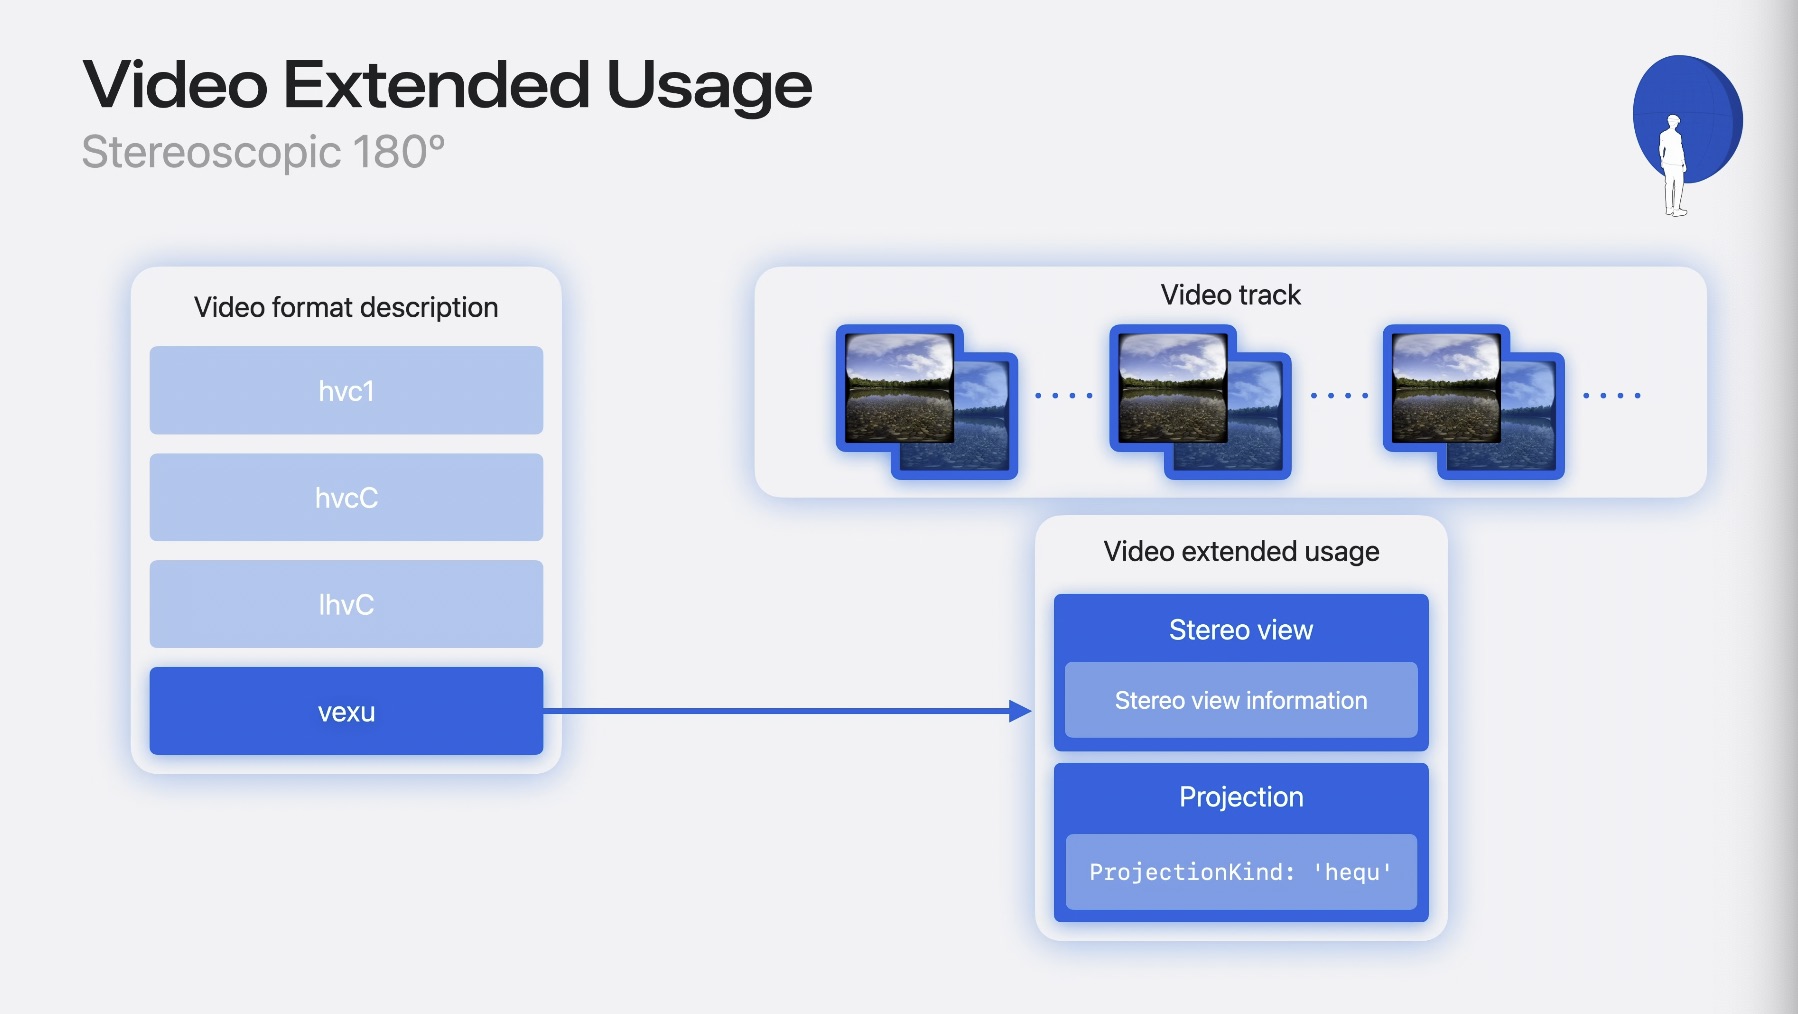 Video Extended Usage
Stereoscopic 180º
Video format description
hvc1
hvcC
lhvC
vexu
Video track
Video extended usage
Stereo view
Stereo view information
Projection
ProjectionKind: 'hequ'